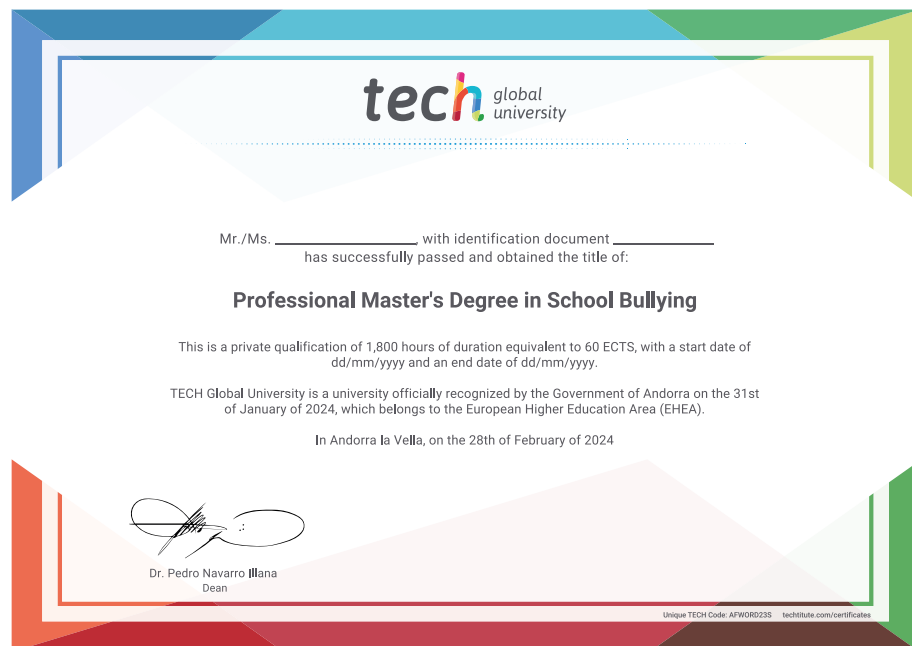 tech global university
Mr./Ms. ________________, with identification document ____________
has successfully passed and obtained the title of:
Professional Master's Degree in School Bullying
This is a private qualification of 1,800 hours of duration equivalent to 60 ECTS, with a start date of
dd/mm/yyyy and an end date of dd/mm/yyyy.
TECH Global University is a university officially recognized by the Government of Andorra on the 31st
of January of 2024, which belongs to the European Higher Education Area (EHEA).
In Andorra la Vella, on the 28th of February of 2024
Dr. Pedro Navarro Illana
Dean
Unique TECH Code: AFWORD23S techtitute.com/certificates